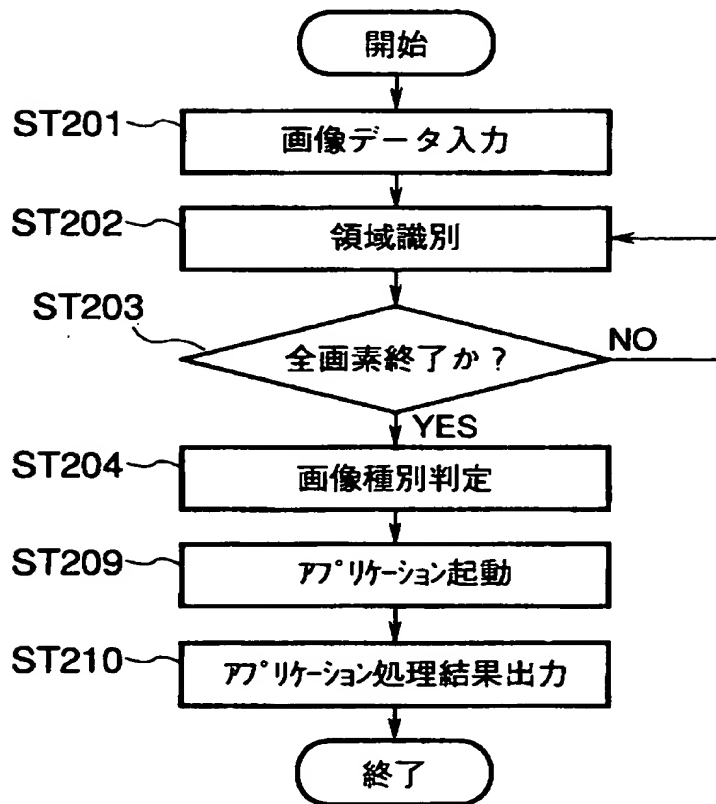 開始
ST201
画像データ入力
ST202
領域識別
ST203
全画素終了か？
NO
YES
ST204
画像種別判定
ST209
ｱﾌﾟﾘｹｰｼｮﾝ起動
ST210
ｱﾌﾟﾘｹｰｼｮﾝ処理結果出力
終了